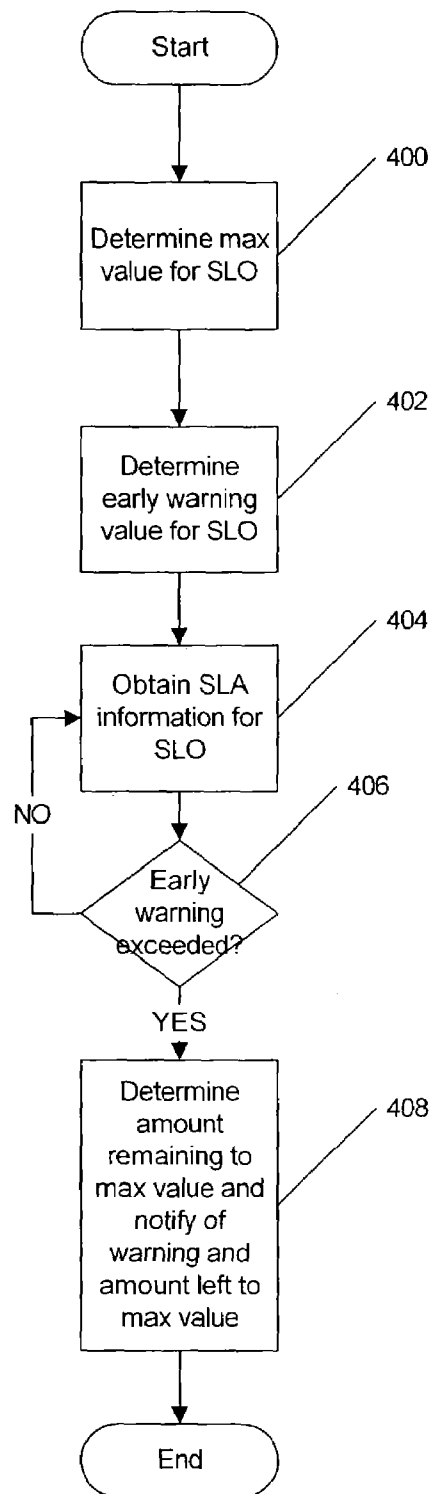 Start
400
Determine max
value for SLO
402
Determine
early warning
value for SLO
404
Obtain SLA
information for
SLO
NO
406
Early
warning
exceeded?
YES
408
Determine
amount
remaining to
max value and
notify of
warning and
amount left to
max value
End